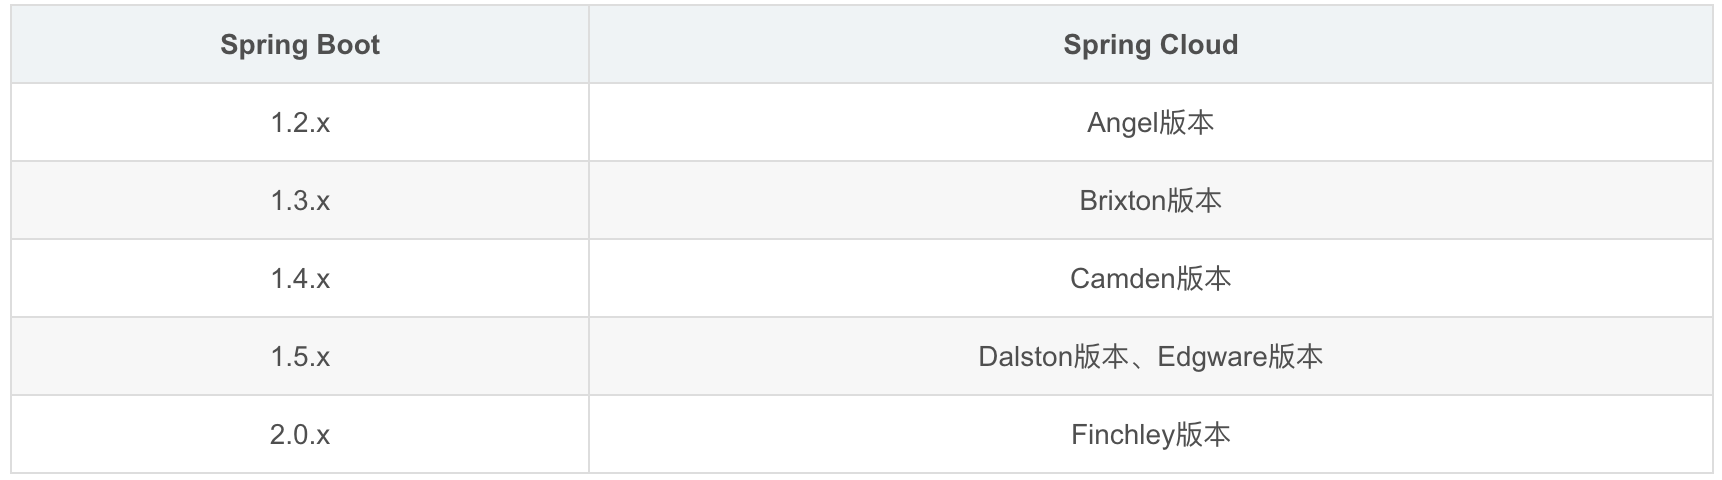 Spring Boot Spring Cloud
1.2.x Angel版本
1.3.x Brixton版本
1.4.x Camden版本
1.5.x Dalston版本、Edgware版本
2.0.x Finchley版本